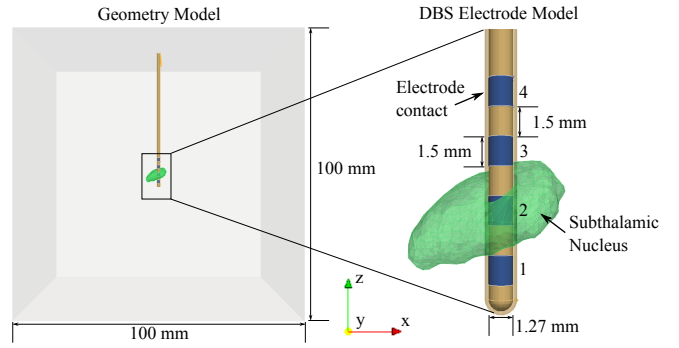 Geometry Model
DBS Electrode Model
Electrode
contact
4
1.5 mm
1.5 mm
3
100 mm
2
Subthalamic
Nucleus
1
z
y
x
100 mm
1.27 mm